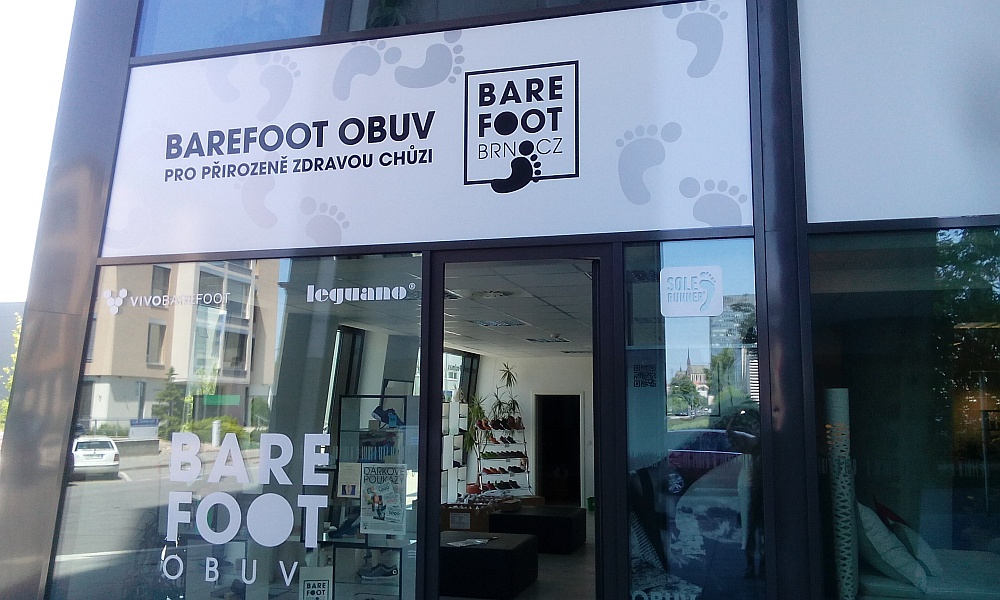 BAREFOOT OBUV
PRO PŘIROZENĚ ZDRAVOU CHŮZI
BARE
FOOT
BRNO.CZ
VIVOBAREFOOT
leguano®
SOLE
RUNNER
DÁRKOVÉ
POUKAZY
BARE
FOOT
OBUV
BARE
FOOT
OBUV